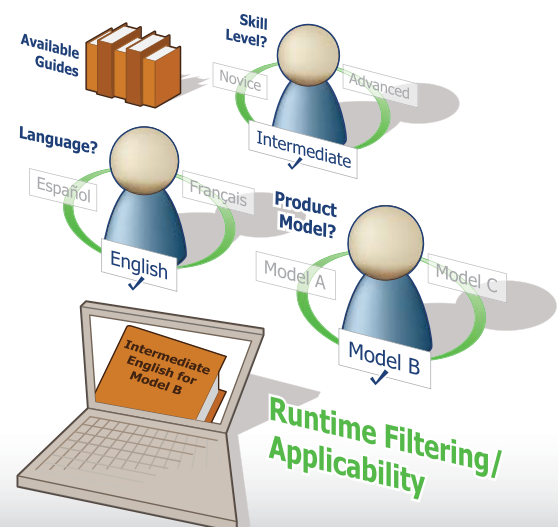 Available
Guides
Skill
Level?
Novice
Advanced
Intermediate
Language?
Español
Français
English
Product
Model?
Model A
Model C
Model B
Intermediate
English for
Model B
Runtime Filtering/
Applicability